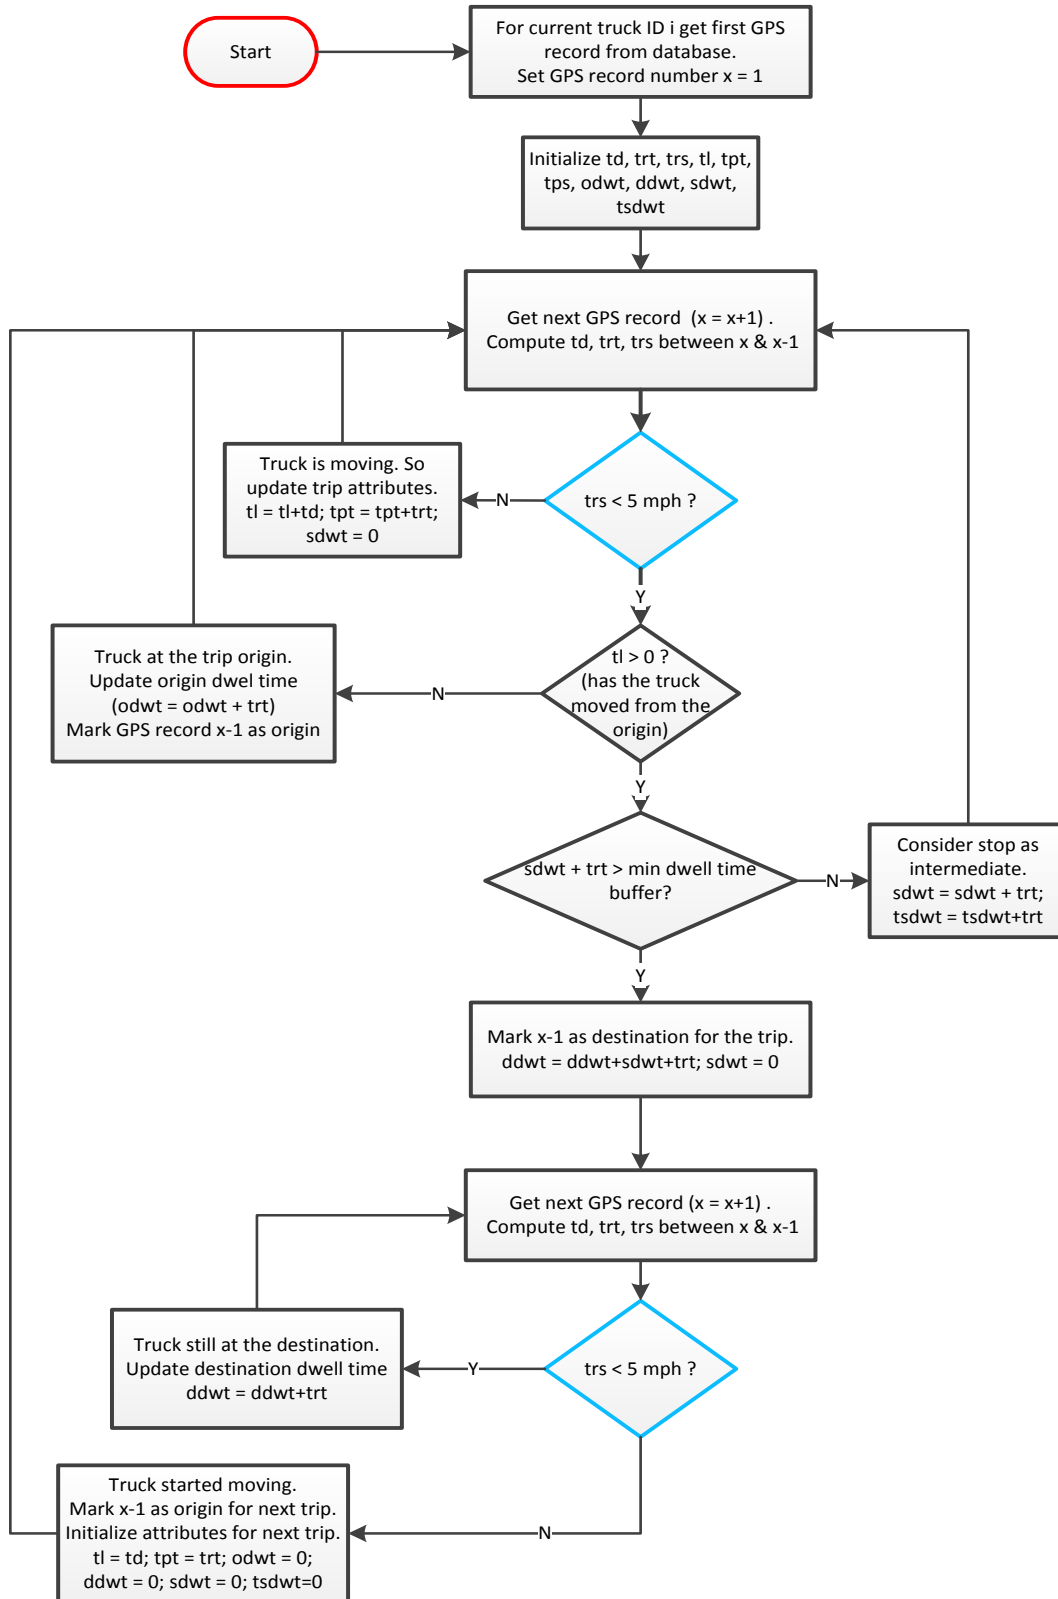 Start
For current truck ID i get first GPS
record from database.
Set GPS record number x = 1
Initialize td, trt, trs, tl, tpt,
tps, odwt, ddwt, sdwt,
tsdwt
Get next GPS record  (x = x+1) .
Compute td, trt, trs between x & x-1
Truck is moving. So
update trip attributes.
tl = tl+td; tpt = tpt+trt;
sdwt = 0
N
trs < 5 mph ?
Y
Truck at the trip origin.
Update origin dwel time
(odwt = odwt + trt)
Mark GPS record x-1 as origin
N
tl > 0 ?
(has the truck
moved from the
origin)
Y
sdwt + trt > min dwell time
buffer?
N
Consider stop as
intermediate.
sdwt = sdwt + trt;
tsdwt = tsdwt+trt
Y
Mark x-1 as destination for the trip.
ddwt = ddwt+sdwt+trt; sdwt = 0
Get next GPS record (x = x+1) .
Compute td, trt, trs between x & x-1
Truck still at the destination.
Update destination dwell time
ddwt = ddwt+trt
Y
trs < 5 mph ?
Truck started moving.
Mark x-1 as origin for next trip.
Initialize attributes for next trip.
tl = td; tpt = trt; odwt = 0;
ddwt = 0; sdwt = 0; tsdwt=0
N